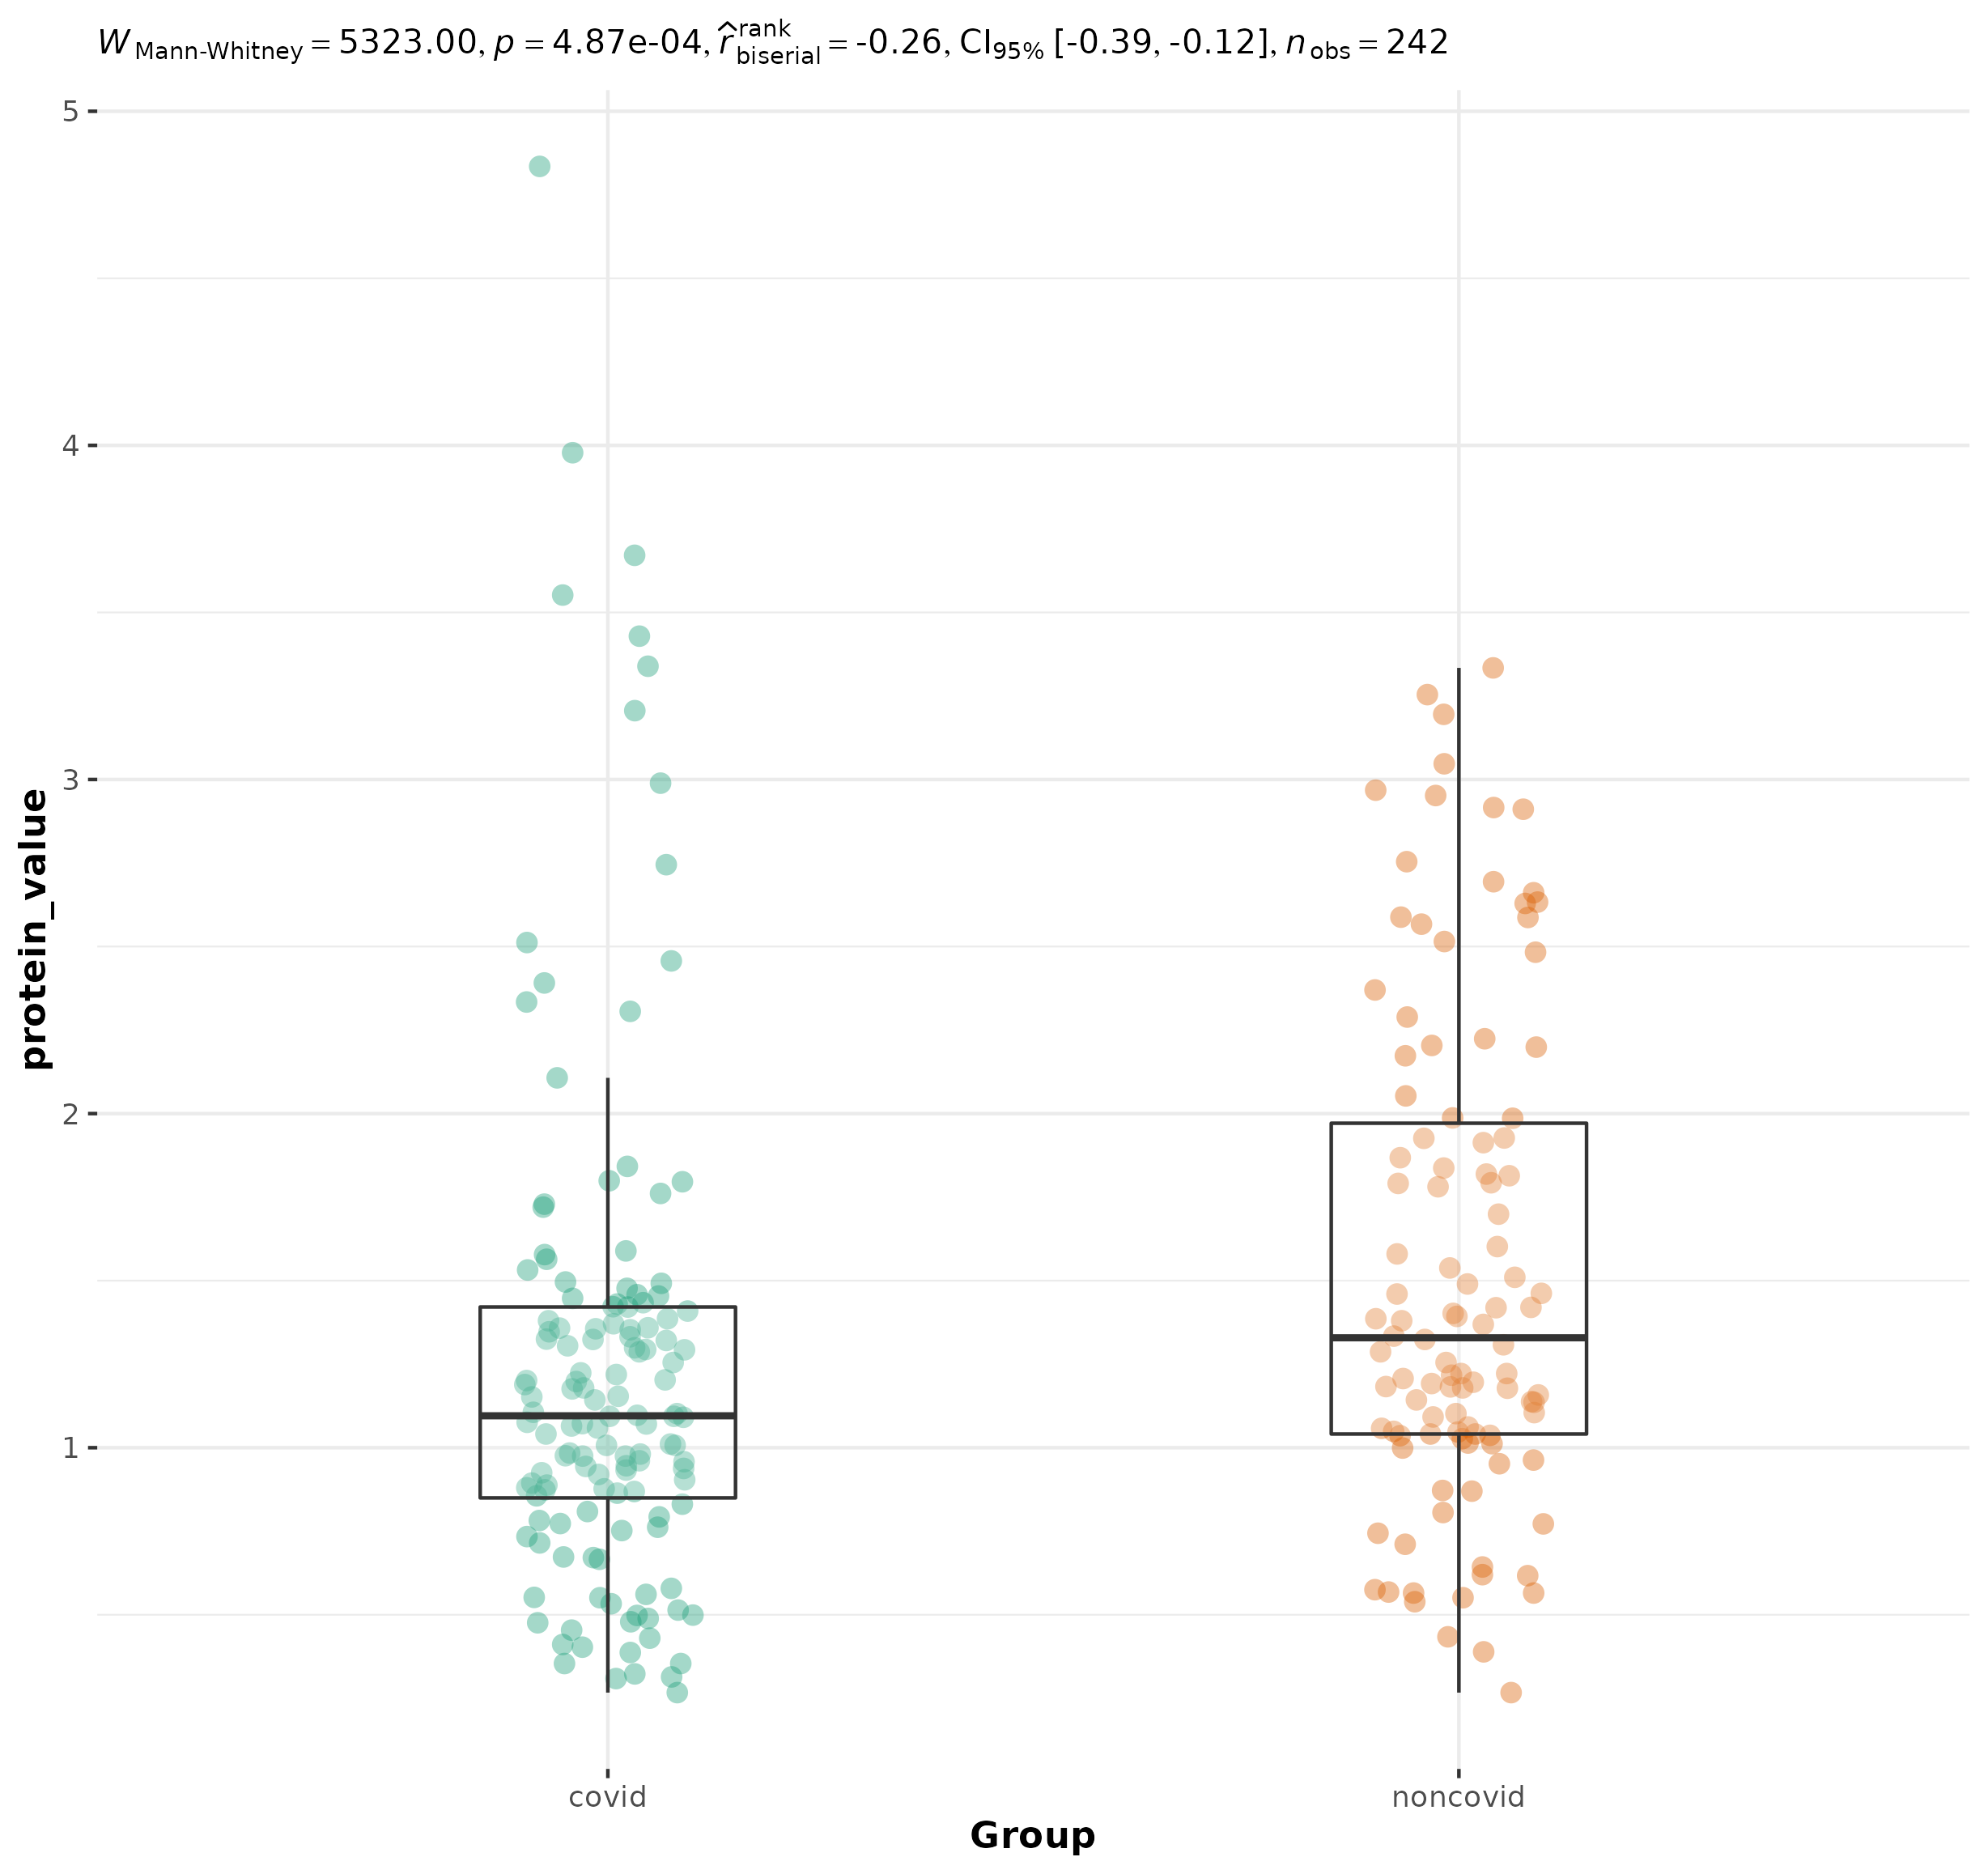 W Mann-Whitney = 5323.00, p = 4.87e-04, r̂ rank biserial = -0.26, CI95% [-0.39, -0.12], n obs = 242
5
4
3
2
1
protein_value
covid noncovid
Group